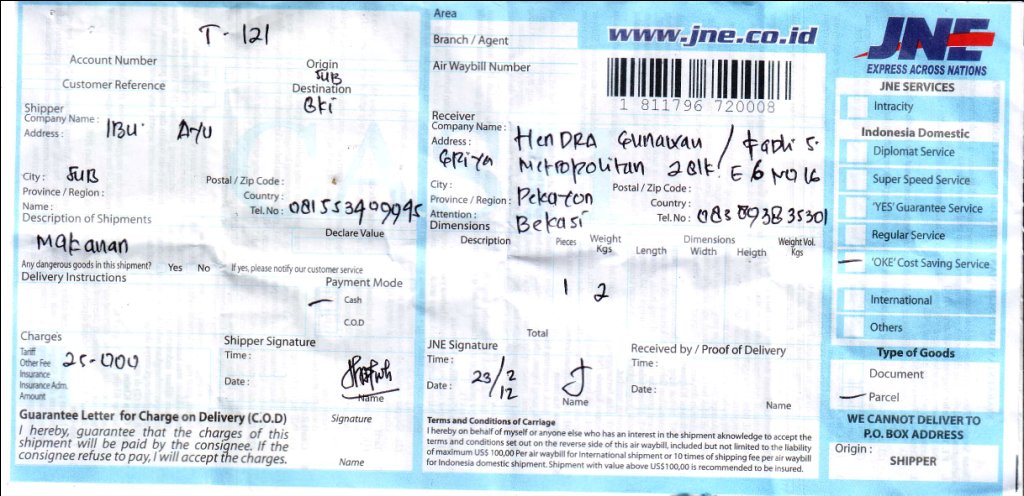 T - 121
Account Number
Customer Reference
Origin
SUB
Destination
BKI
Shipper
Company Name :
IBU AYU
Address :
City : SUB
Province / Region :
Postal / Zip Code :
Country :
Name :
Tel. No : 081553409945
Description of Shipments
Declare Value
Makanan
Any dangerous goods in this shipment? Yes No If yes, please notify our customer service
Delivery Instructions
Payment Mode
Cash
C.O.D
Charges
Tariff 25-000
Other Fee
Insurance
Insurance Adm.
Amount
Shipper Signature
Time :
Date :
Name
Guarantee Letter for Charge on Delivery (C.O.D)
I hereby, guarantee that the charges of this
shipment will be paid by the consignee. If the
consignee refuse to pay, I will accept the charges.
Signature
Name
Area
Branch / Agent
www.jne.co.id
Air Waybill Number
1 811796 720008
Receiver
Company Name : HENDRA GUNAWAN /
Address : GRIYA METROPOLITAN 2 Blk. E6 NO 16
City :
Postal / Zip Code :
Province / Region : Pekayon
Country :
Attention : Bekasi
Tel. No : 083893835301
Dimensions
Description Pieces Weight Kgs Length Dimensions Width Heigth Weight Vol. Kgs
1 2
Total
JNE Signature
Time :
Date : 23/2
12
Name
Received by / Proof of Delivery
Time :
Date :
Name
Terms and Conditions of Carriage
I hereby on behalf of myself or anyone else who has an interest in the shipment aknowledge to accept the
terms and conditions set out on the reverse side of this air waybill, included but not limited to the liability
of maximum US$ 100,00 Per air waybill for International shipment or 10 times of shipping fee per air waybill
for Indonesia domestic shipment. Shipment with value above US$100,00 is recommended to be insured.
JNE
EXPRESS ACROSS NATIONS
JNE SERVICES
Intracity
Indonesia Domestic
Diplomat Service
Super Speed Service
'YES' Guarantee Service
Regular Service
'OKE' Cost Saving Service
International
Others
Type of Goods
Document
Parcel
WE CANNOT DELIVER TO
P.O. BOX ADDRESS
Origin :
SHIPPER